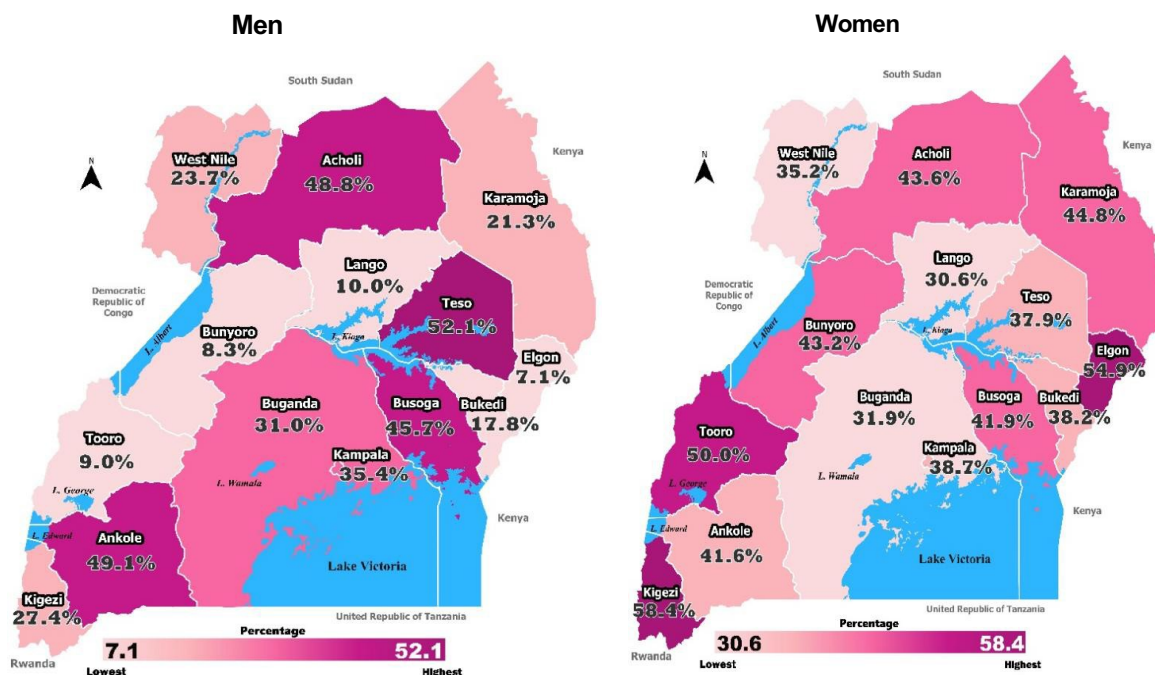 Men
South Sudan
N
Kenya
West Nile
23.7%
Acholi
48.8%
Karamoja
21.3%
Democratic
Republic of
Congo
Lango
10.0%
Teso
52.1%
L. Albert
Bunyoro
8.3%
L. Kioga
Elgon
7.1%
Buganda
31.0%
Busoga
45.7%
Bukedi
17.8%
Tooro
9.0%
Kampala
35.4%
L. George
L. Wamala
L. Edward
Ankole
49.1%
Kenya
Lake Victoria
Kigezi
27.4%
United Republic of Tanzania
Percentage
7.1
52.1
Lowest
Highest
Rwanda
Women
South Sudan
N
Kenya
West Nile
35.2%
Acholi
43.6%
Karamoja
44.8%
Democratic
Republic of
Congo
Lango
30.6%
Teso
37.9%
L. Albert
Bunyoro
43.2%
L. Kioga
Elgon
54.9%
Buganda
31.9%
Busoga
41.9%
Bukedi
38.2%
Tooro
50.0%
Kampala
38.7%
L. George
L. Wamala
L. Edward
Ankole
41.6%
Kenya
Lake Victoria
Kigezi
58.4%
United Republic of Tanzania
Percentage
30.6
58.4
Lowest
Highest
Rwanda